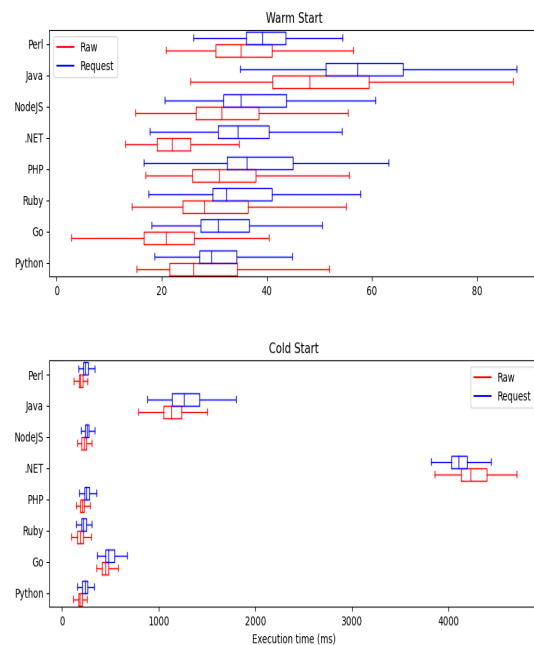 Warm Start
Perl
Java
NodeJS
.NET
PHP
Ruby
Go
Python
Raw
Request
0 20 40 60 80
Cold Start
Perl
Java
NodeJS
.NET
PHP
Ruby
Go
Python
Raw
Request
0 1000 2000 3000 4000
Execution time (ms)